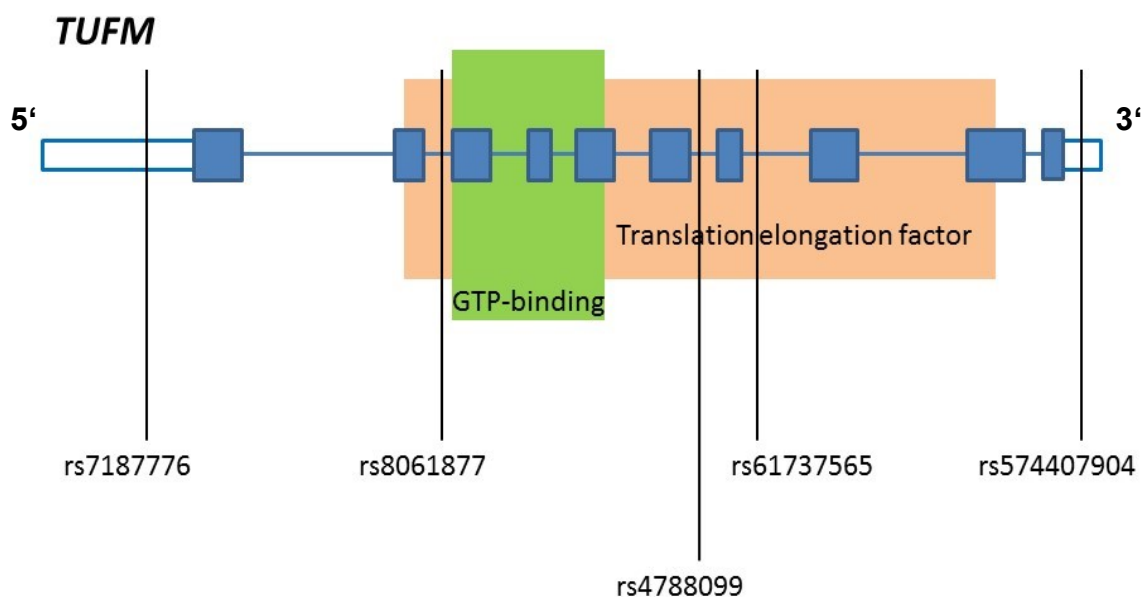 TUFM
5‘
3‘
Translation elongation factor
GTP-binding
rs7187776
rs8061877
rs61737565
rs574407904
rs4788099